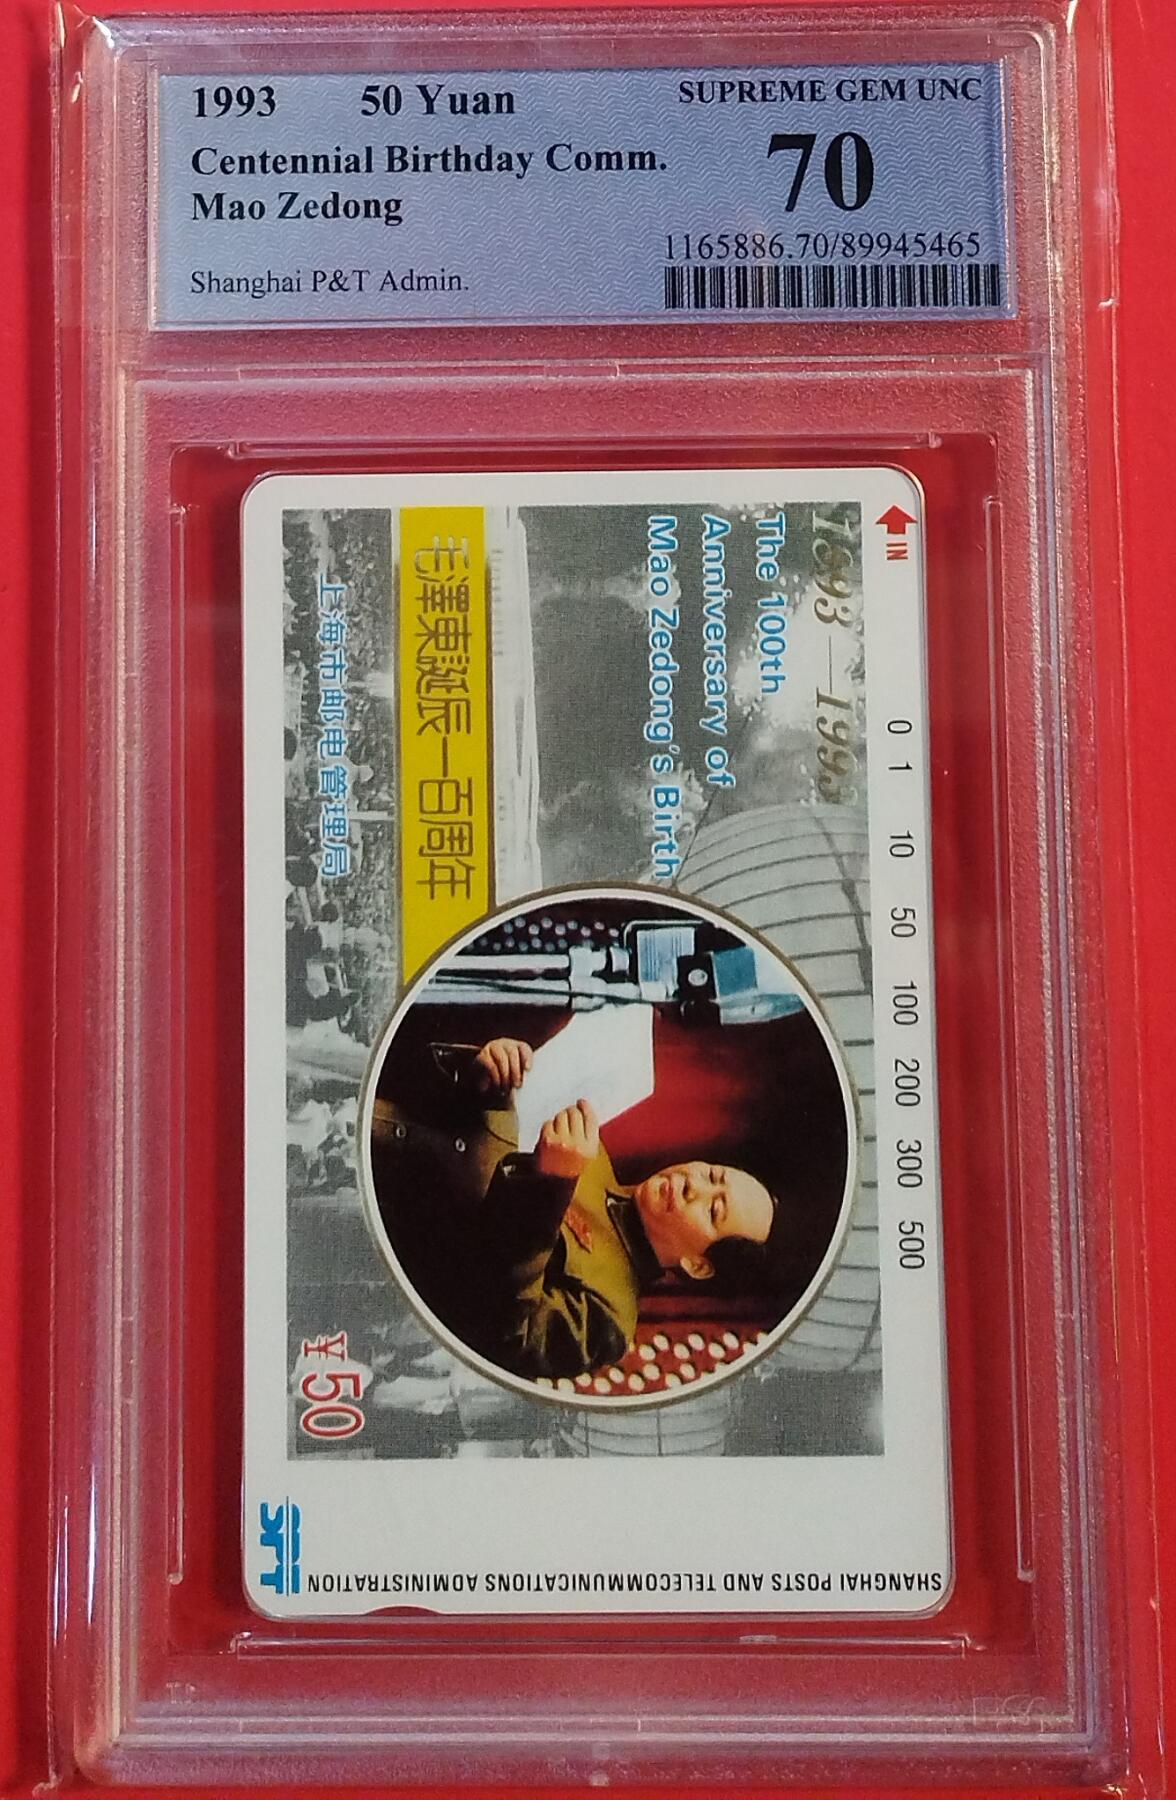 1993 50 Yuan
SUPREME GEM UNC
Centennial Birthday Comm.
70
Mao Zedong
1165886.70/89945465
Shanghai P&T Admin.
IN
0 1 10 50 100 200 300 500
1893—1993
The 100th
Anniversary of
Mao Zedong's Birth
毛澤東誕辰一百周年
上海市邮电管理局
¥50
SPT
SHANGHAI POSTS AND TELECOMMUNICATIONS ADMINISTRATION